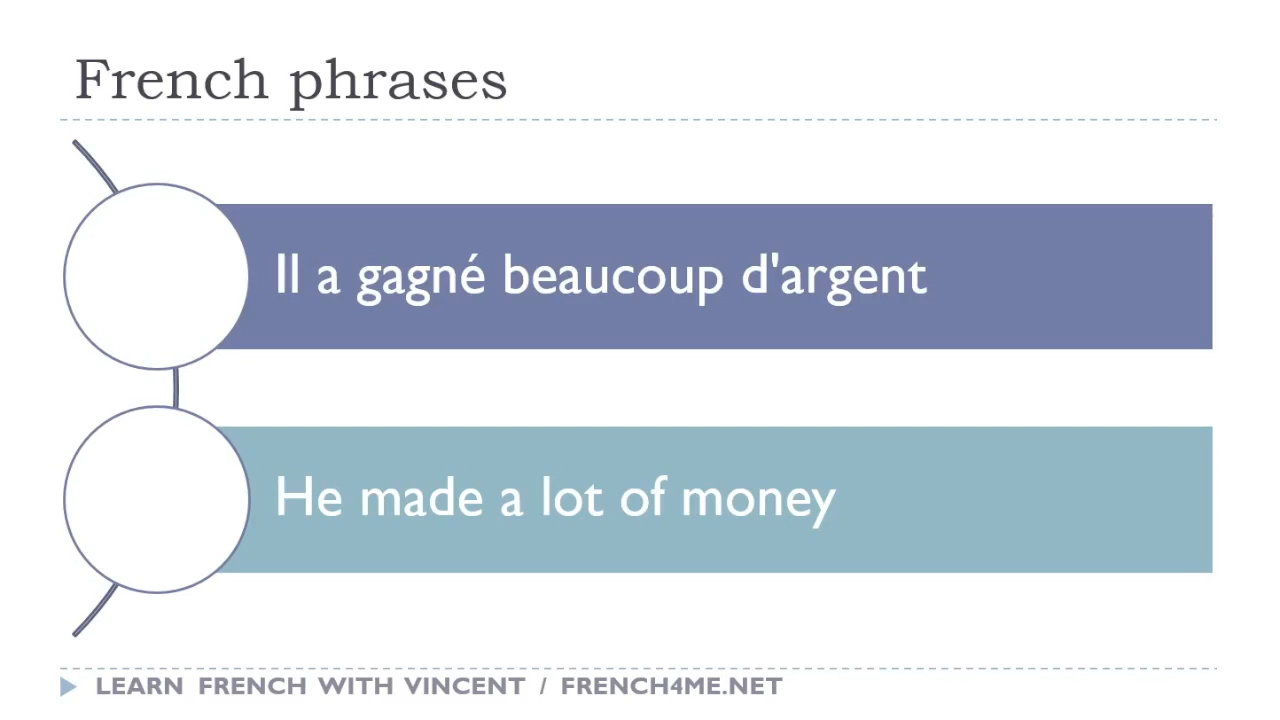 French phrases
Il a gagné beaucoup d'argent
He made a lot of money
LEARN FRENCH WITH VINCENT / FRENCH4ME.NET